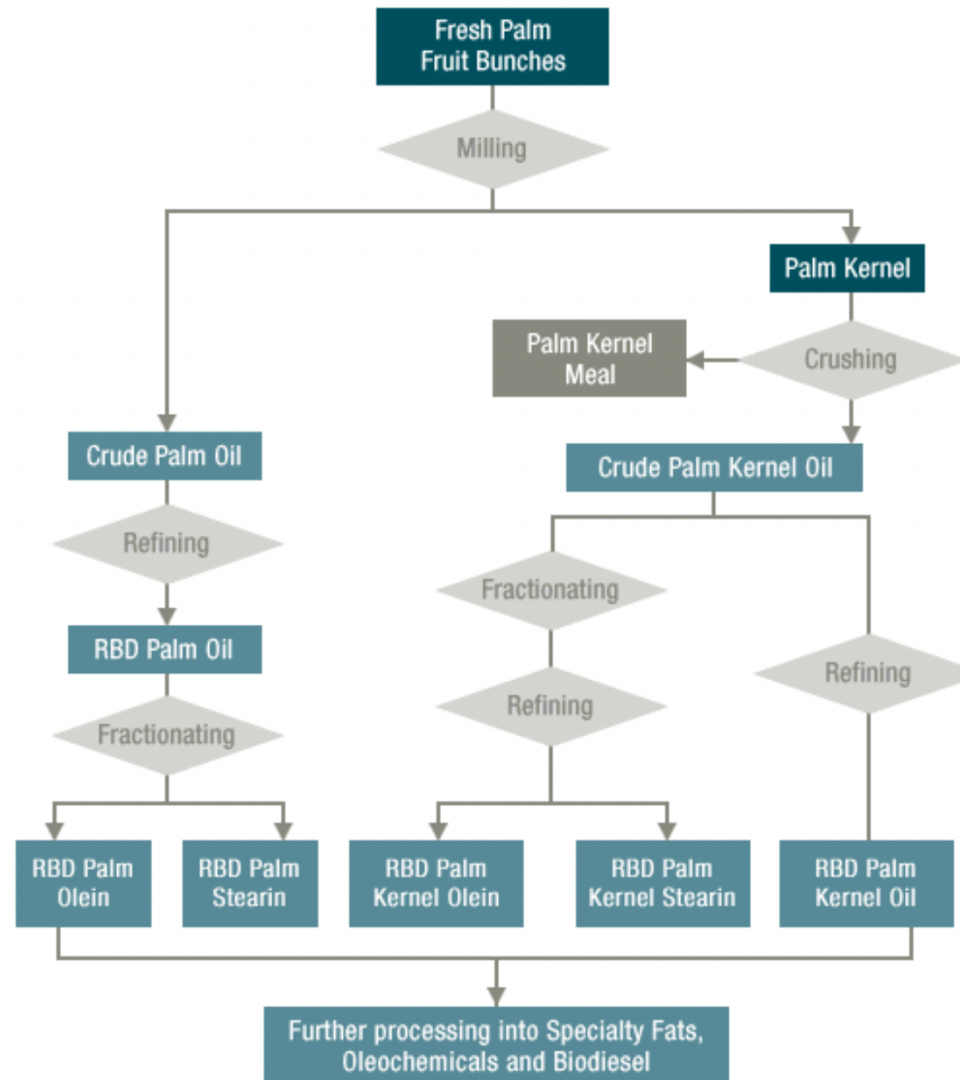 Fresh Palm
Fruit Bunches
Milling
Palm Kernel
Palm Kernel
Meal
Crushing
Crude Palm Oil
Crude Palm Kernel Oil
Refining
Fractionating
RBD Palm Oil
Refining
Refining
Fractionating
RBD Palm
Olein
RBD Palm
Stearin
RBD Palm
Kernel Olein
RBD Palm
Kernel Stearin
RBD Palm
Kernel Oil
Further processing into Specialty Fats,
Oleochemicals and Biodiesel